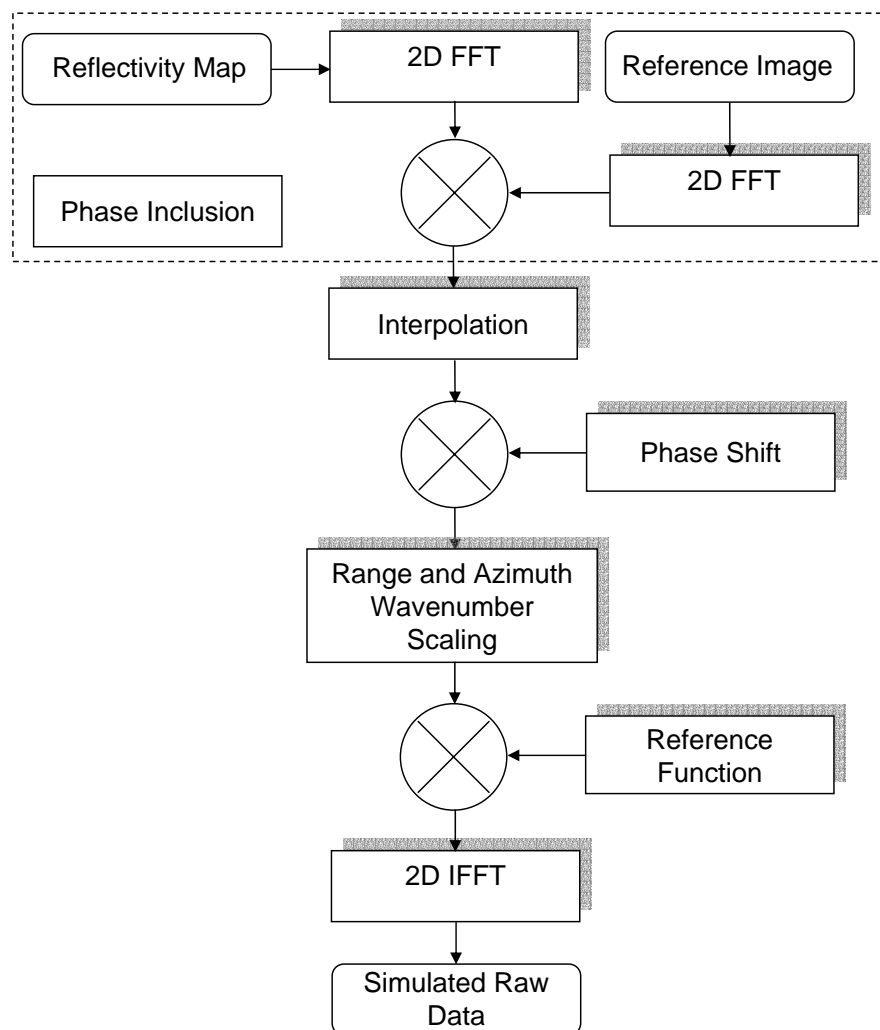 Reflectivity Map
2D FFT
Reference Image
2D FFT
Phase Inclusion
Interpolation
Phase Shift
Range and Azimuth
Wavenumber
Scaling
Reference
Function
2D IFFT
Simulated Raw
Data